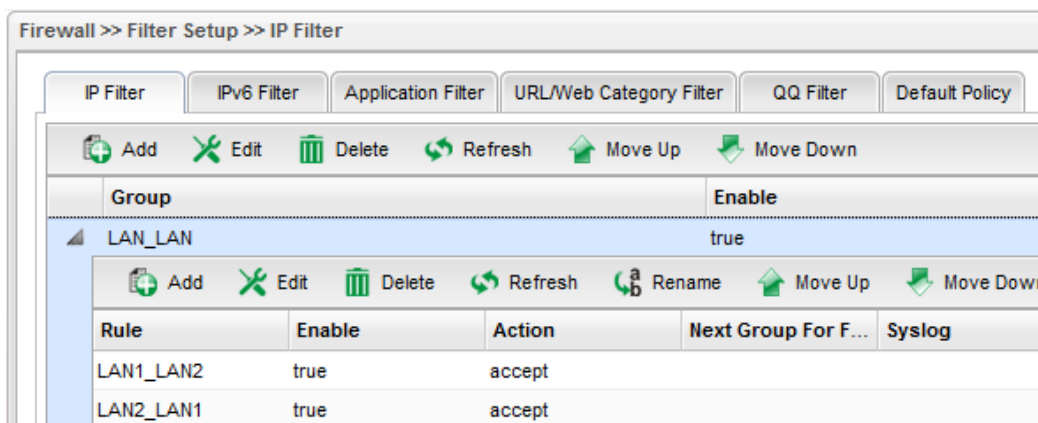 Firewall >> Filter Setup >> IP Filter
IP Filter IPv6 Filter Application Filter URL/Web Category Filter QQ Filter Default Policy
Add Edit Delete Refresh Move Up Move Down
Group Enable
LAN_LAN true
Add Edit Delete Refresh Rename Move Up Move Down
Rule Enable Action Next Group For F... Syslog
LAN1_LAN2 true accept
LAN2_LAN1 true accept